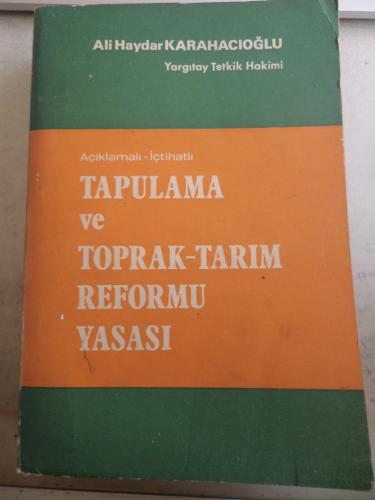 Ali Haydar KARAHACIOĞLU
Yargıtay Tetkik Hakimi
Açıklamalı-İçtihatlı
TAPULAMA
ve
TOPRAK-TARIM
REFORMU
YASASI